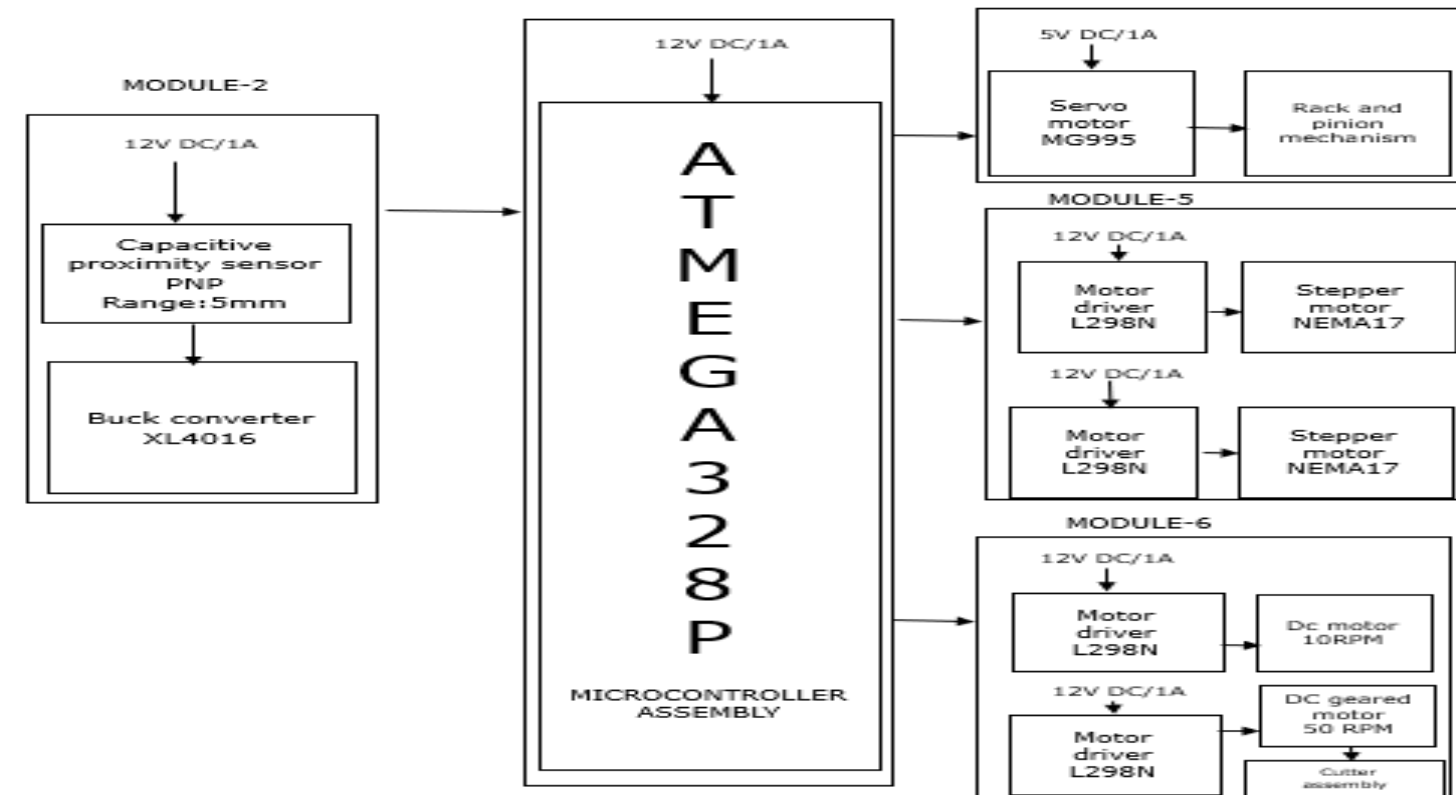 MODULE-2
12V DC/1A
Capacitive
proximity sensor
PNP
Range:5mm
Buck converter
XL4016
12V DC/1A
A
T
M
E
G
A
3
2
8
P
MICROCONTROLLER
ASSEMBLY
5V DC/1A
Servo
motor
MG995
Rack and
pinion
mechanism
MODULE-5
12V DC/1A
Motor
driver
L298N
Stepper
motor
NEMA17
12V DC/1A
Motor
driver
L298N
Stepper
motor
NEMA17
MODULE-6
12V DC/1A
Motor
driver
L298N
Dc motor
10RPM
12V DC/1A
Motor
driver
L298N
DC geared
motor
50 RPM
Cutter
assembly